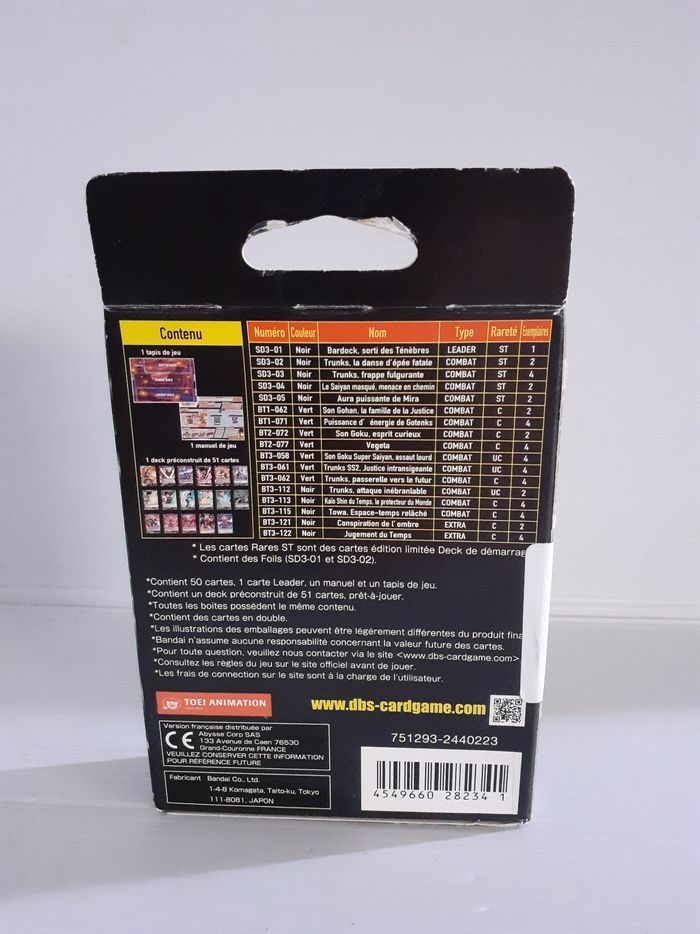 Contenu
1 tapis de jeu
1 manuel de jeu
1 deck préconstruit de 51 cartes
Numéro Couleur Nom Type Rareté Exemplaires
SD3-01 Noir Bardock, sorti des Ténèbres LEADER ST 1
SD3-02 Noir Trunks, la danse d'épée fatale COMBAT ST 2
SD3-03 Noir Trunks, frappe fulgurante COMBAT ST 4
SD3-04 Noir Le Saiyan masqué, menace en chemin COMBAT ST 2
SD3-05 Noir Aura puissante de Mira COMBAT ST 2
BT1-062 Vert Son Gohan, la famille de la Justice COMBAT C 2
BT1-071 Vert Puissance d' énergie de Gotenks COMBAT C 4
BT2-072 Vert Son Goku, esprit curieux COMBAT C 2
BT2-077 Vert Vegeta COMBAT C 4
BT3-058 Vert Son Goku Super Saiyan, assaut lourd COMBAT UC 4
BT3-061 Vert Trunks SS2, Justice intransigeante COMBAT UC 4
BT3-062 Vert Trunks, passerelle vers le futur COMBAT C 4
BT3-112 Noir Trunks, attaque inébranlable COMBAT UC 2
BT3-113 Noir Kaio Shin du Temps, la protecteur du Monde COMBAT C 4
BT3-115 Noir Towa, Espace-temps relâché COMBAT C 4
BT3-121 Noir Conspiration de l'ombre EXTRA C 2
BT3-122 Noir Jugement du Temps EXTRA C 4
* Les cartes Rares ST sont des cartes édition limitée Deck de démarrag
* Contient des Foils (SD3-01 et SD3-02).
*Contient 50 cartes, 1 carte Leader, un manuel et un tapis de jeu.
*Contient un deck préconstruit de 51 cartes, prêt-à-jouer.
*Toutes les boites possèdent le même contenu.
*Contient des cartes en double.
*Les illustrations des emballages peuvent être légèrement différentes du produit fina
*Bandai n'assume aucune responsabilité concernant la valeur future des cartes.
*Pour toute question, veuillez nous contacter via le site <www.dbs-cardgame.com>
*Consultez les règles du jeu sur le site officiel avant de jouer.
*Les frais de connection sur le site sont à la charge de l'utilisateur.
TOEI ANIMATION
www.dbs-cardgame.com
Version française distribuée par
CE Abysse Corp SAS
133 Avenue de Caen 76530
Grand-Couronne FRANCE
VEUILLEZ CONSERVER CETTE INFORMATION
POUR RÉFÉRENCE FUTURE
751293-2440223
Fabricant Bandai Co., Ltd.
1-4-8 Komagata, Taito-ku, Tokyo
111-8081, JAPON
4549660 28234 1